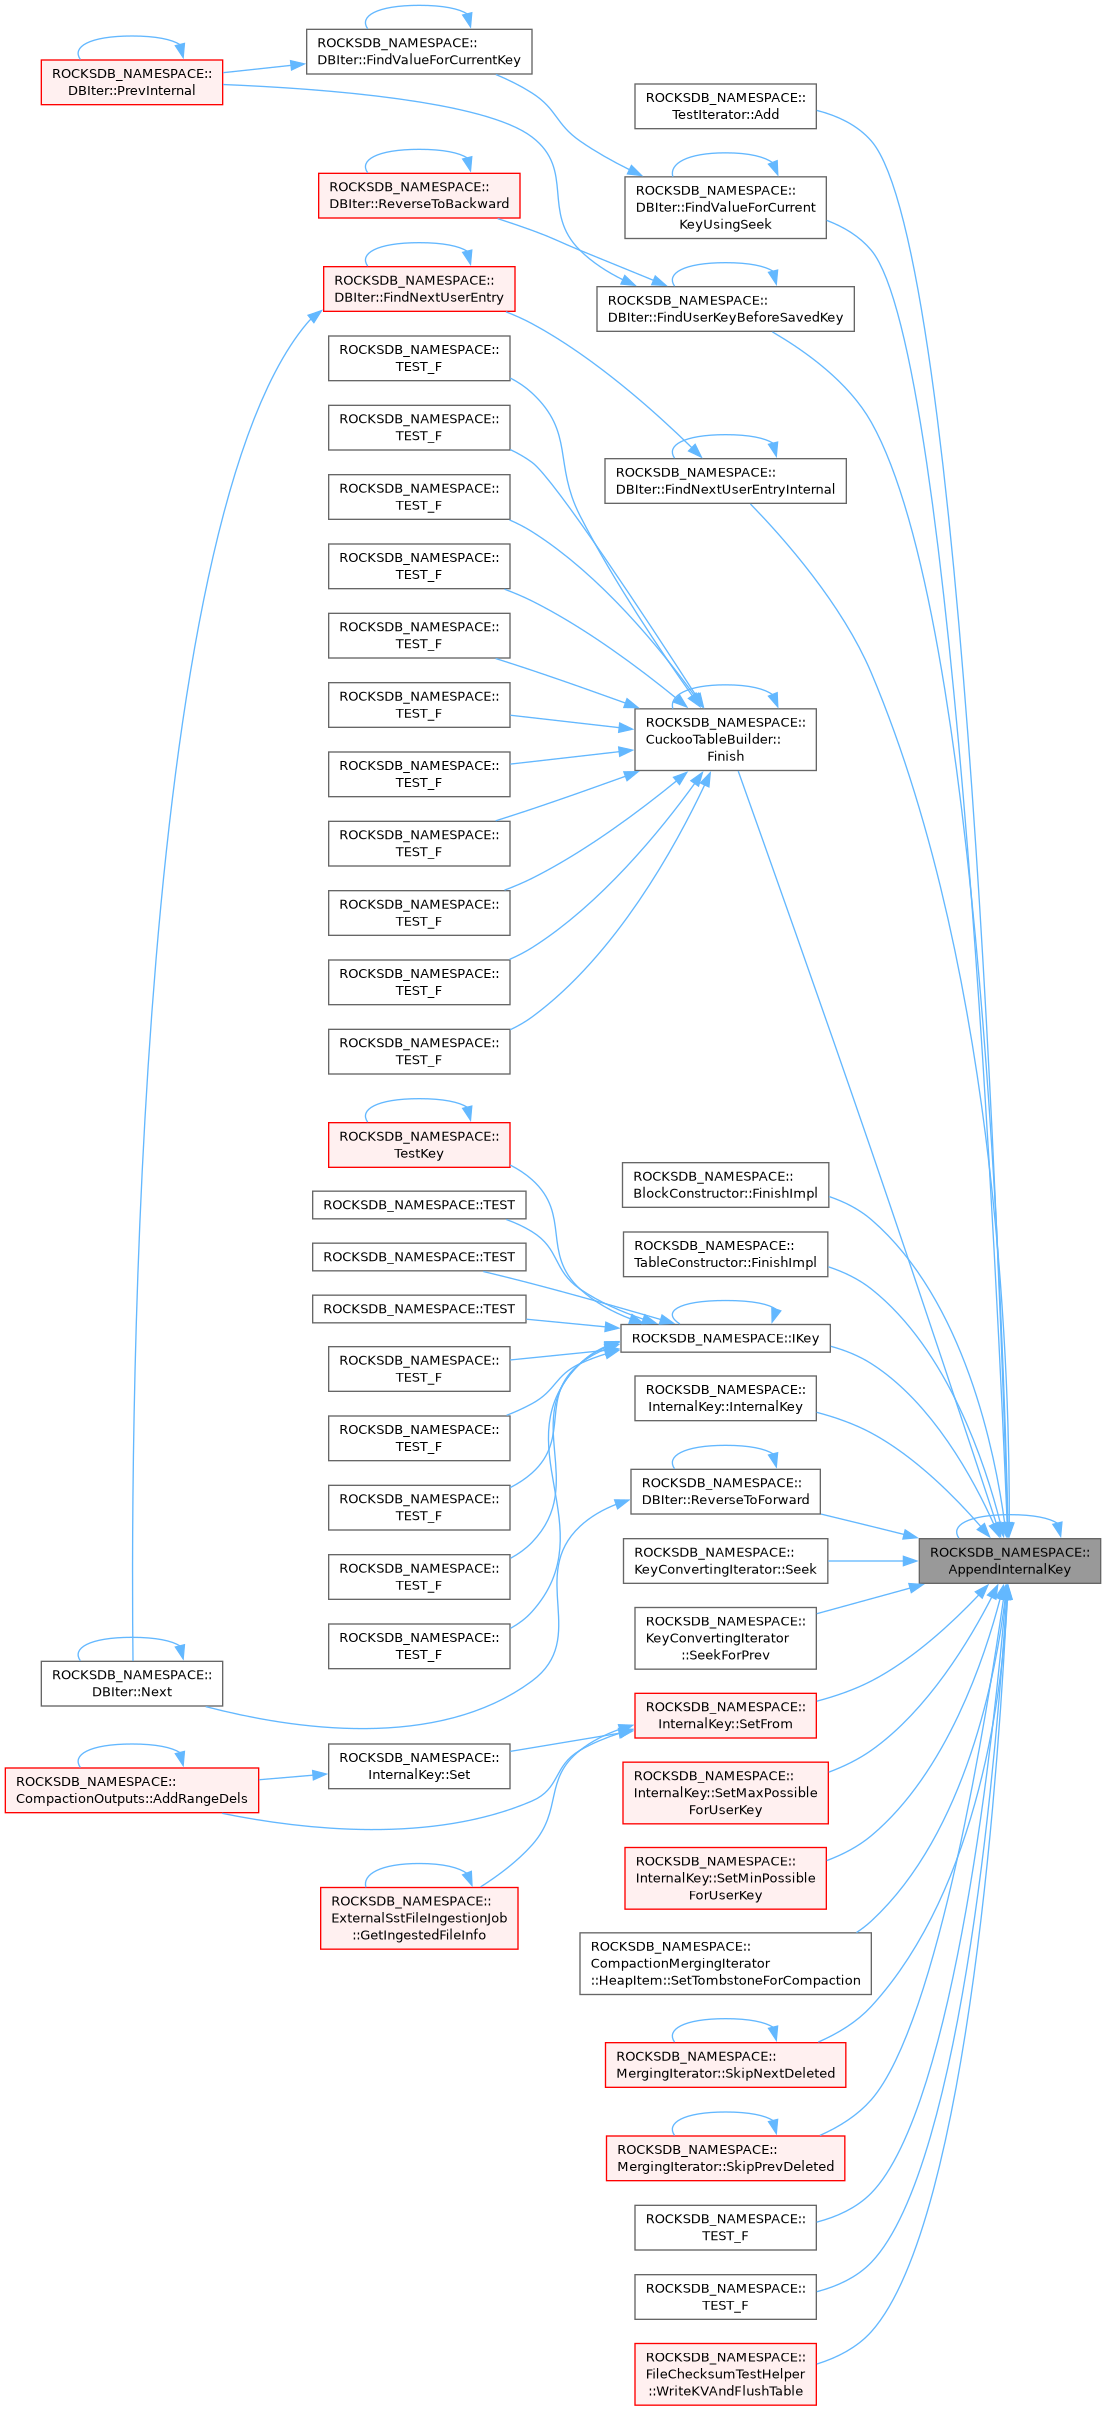 ROCKSDB_NAMESPACE::
DBIter::PrevInternal
ROCKSDB_NAMESPACE::
DBIter::FindValueForCurrentKey
ROCKSDB_NAMESPACE::
TestIterator::Add
ROCKSDB_NAMESPACE::
DBIter::ReverseToBackward
ROCKSDB_NAMESPACE::
DBIter::FindValueForCurrent
KeyUsingSeek
ROCKSDB_NAMESPACE::
DBIter::FindNextUserEntry
ROCKSDB_NAMESPACE::
DBIter::FindUserKeyBeforeSavedKey
ROCKSDB_NAMESPACE::
TEST_F
ROCKSDB_NAMESPACE::
TEST_F
ROCKSDB_NAMESPACE::
DBIter::FindNextUserEntryInternal
ROCKSDB_NAMESPACE::
TEST_F
ROCKSDB_NAMESPACE::
TEST_F
ROCKSDB_NAMESPACE::
TEST_F
ROCKSDB_NAMESPACE::
TEST_F
ROCKSDB_NAMESPACE::
CuckooTableBuilder::
Finish
ROCKSDB_NAMESPACE::
TEST_F
ROCKSDB_NAMESPACE::
TEST_F
ROCKSDB_NAMESPACE::
TEST_F
ROCKSDB_NAMESPACE::
TEST_F
ROCKSDB_NAMESPACE::
TEST_F
ROCKSDB_NAMESPACE::
TestKey
ROCKSDB_NAMESPACE::
BlockConstructor::FinishImpl
ROCKSDB_NAMESPACE::TEST
ROCKSDB_NAMESPACE::TEST
ROCKSDB_NAMESPACE::
TableConstructor::FinishImpl
ROCKSDB_NAMESPACE::TEST
ROCKSDB_NAMESPACE::IKey
ROCKSDB_NAMESPACE::
TEST_F
ROCKSDB_NAMESPACE::
InternalKey::InternalKey
ROCKSDB_NAMESPACE::
TEST_F
ROCKSDB_NAMESPACE::
DBIter::ReverseToForward
ROCKSDB_NAMESPACE::
TEST_F
ROCKSDB_NAMESPACE::
AppendInternalKey
ROCKSDB_NAMESPACE::
KeyConvertingIterator::Seek
ROCKSDB_NAMESPACE::
TEST_F
ROCKSDB_NAMESPACE::
KeyConvertingIterator
::SeekForPrev
ROCKSDB_NAMESPACE::
TEST_F
ROCKSDB_NAMESPACE::
DBIter::Next
ROCKSDB_NAMESPACE::
InternalKey::SetFrom
ROCKSDB_NAMESPACE::
InternalKey::Set
ROCKSDB_NAMESPACE::
CompactionOutputs::AddRangeDels
ROCKSDB_NAMESPACE::
InternalKey::SetMaxPossible
ForUserKey
ROCKSDB_NAMESPACE::
InternalKey::SetMinPossible
ForUserKey
ROCKSDB_NAMESPACE::
ExternalSstFileIngestionJob
::GetIngestedFileInfo
ROCKSDB_NAMESPACE::
CompactionMergingIterator
::HeapItem::SetTombstoneForCompaction
ROCKSDB_NAMESPACE::
MergingIterator::SkipNextDeleted
ROCKSDB_NAMESPACE::
MergingIterator::SkipPrevDeleted
ROCKSDB_NAMESPACE::
TEST_F
ROCKSDB_NAMESPACE::
TEST_F
ROCKSDB_NAMESPACE::
FileChecksumTestHelper
::WriteKVAndFlushTable